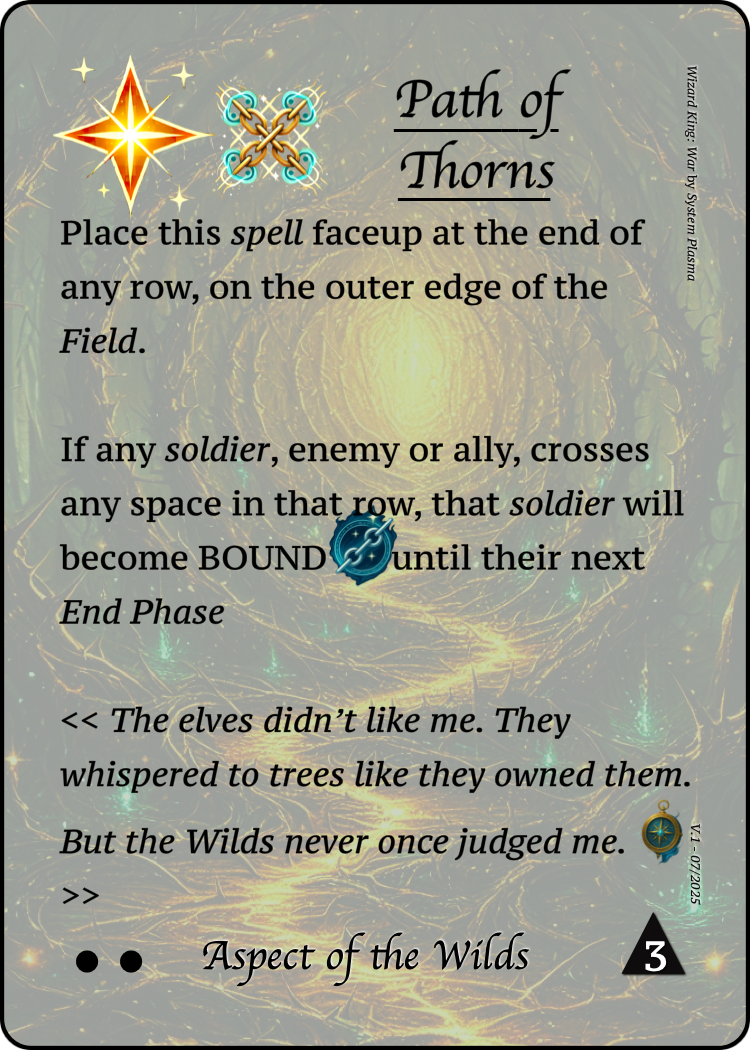 Path of
Thorns
Wizard King: War by System Plasma
Place this spell faceup at the end of
any row, on the outer edge of the
Field.
If any soldier, enemy or ally, crosses
any space in that row, that soldier will
become BOUND until their next
End Phase
<< The elves didn’t like me. They
whispered to trees like they owned them.
But the Wilds never once judged me.
>>
V.1 - 07/2025
Aspect of the Wilds
3